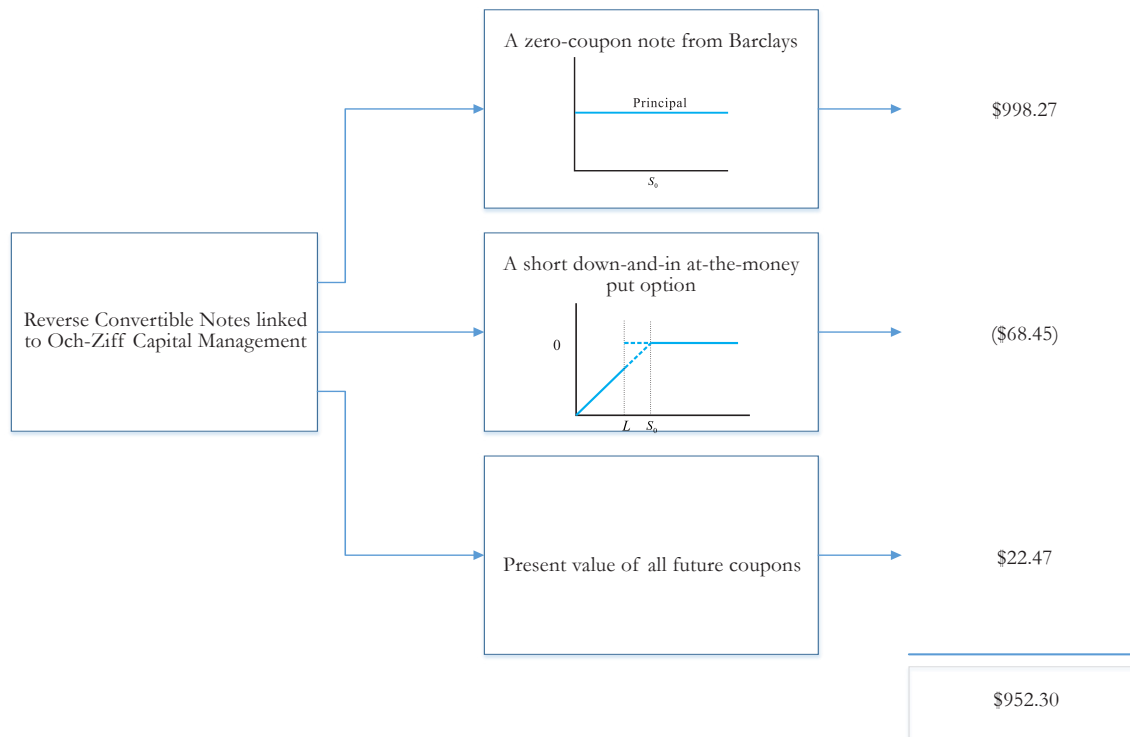 A zero-coupon note from Barclays
Principal
S₀
$998.27
Reverse Convertible Notes linked
to Och-Ziff Capital Management
A short down-and-in at-the-money
put option
0
L S₀
($68.45)
Present value of all future coupons
$22.47
$952.30